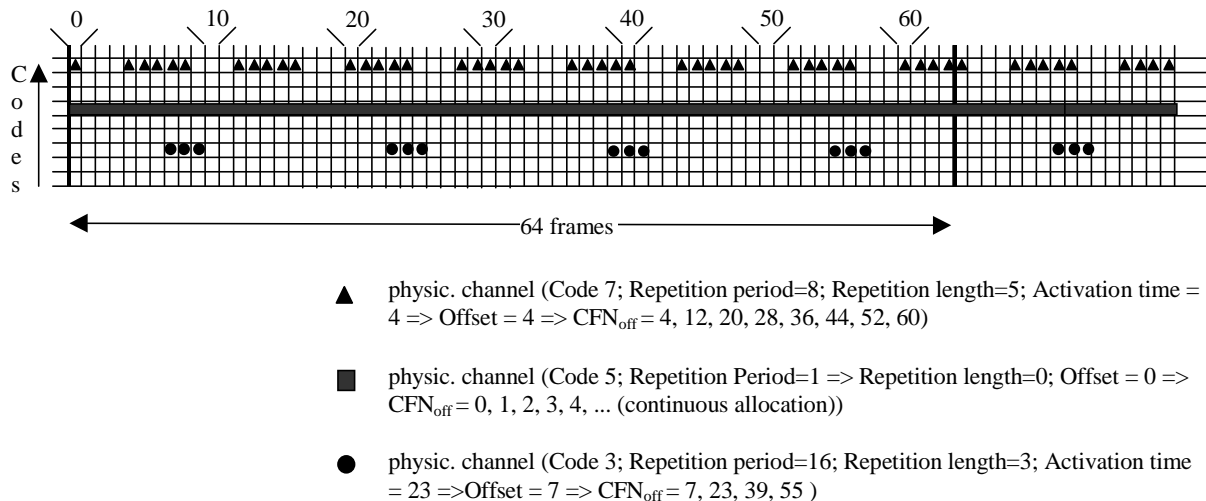 0 10 20 30 40 50 60
C
o
d
e
s
64 frames
physic. channel (Code 7; Repetition period=8; Repetition length=5; Activation time =
4 => Offset = 4 => CFNoff = 4, 12, 20, 28, 36, 44, 52, 60)
physic. channel (Code 5; Repetition Period=1 => Repetition length=0; Offset = 0 =>
CFNoff = 0, 1, 2, 3, 4, ... (continuous allocation))
physic. channel (Code 3; Repetition period=16; Repetition length=3; Activation time
= 23 =>Offset = 7 => CFNoff = 7, 23, 39, 55 )